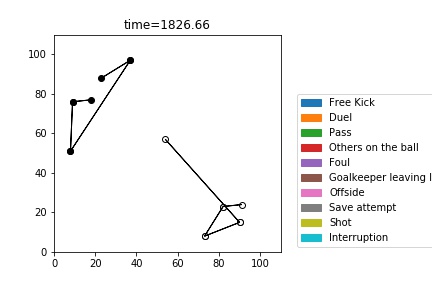 time=1826.66
100
80
60
40
20
0
0 20 40 60 80 100
Free Kick
Duel
Pass
Others on the ball
Foul
Goalkeeper leaving l
Offside
Save attempt
Shot
Interruption